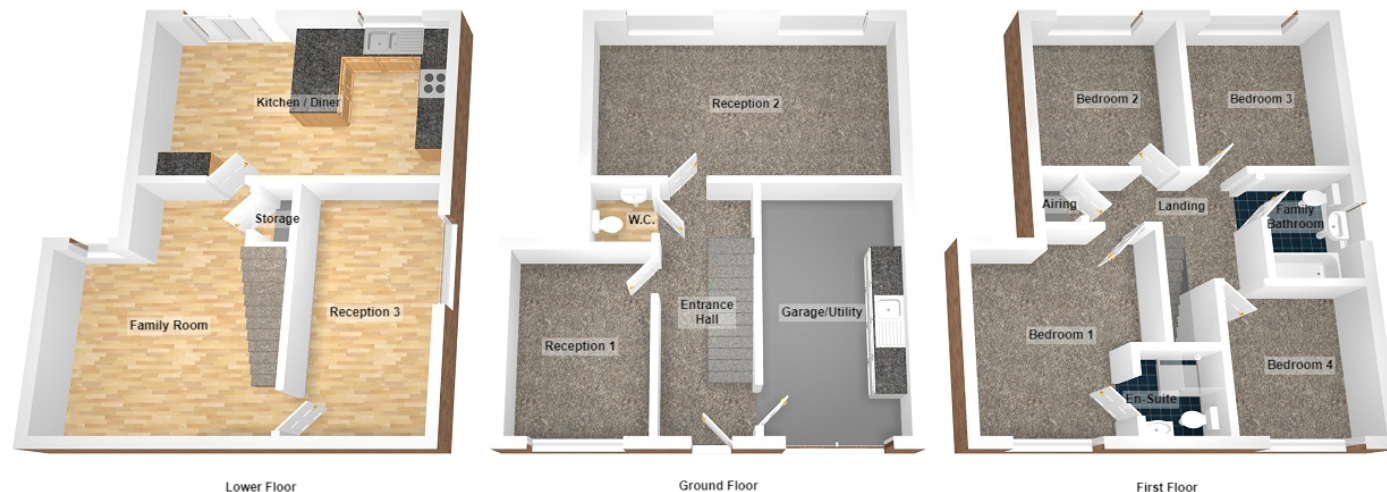 Kitchen / Diner
Storage
Family Room
Reception 3
Lower Floor
Reception 2
W.C.
Entrance
Hall
Garage/Utility
Reception 1
Ground Floor
Bedroom 2
Bedroom 3
Airing
Landing
Family
Bathroom
Bedroom 1
Bedroom 4
En-Suite
First Floor